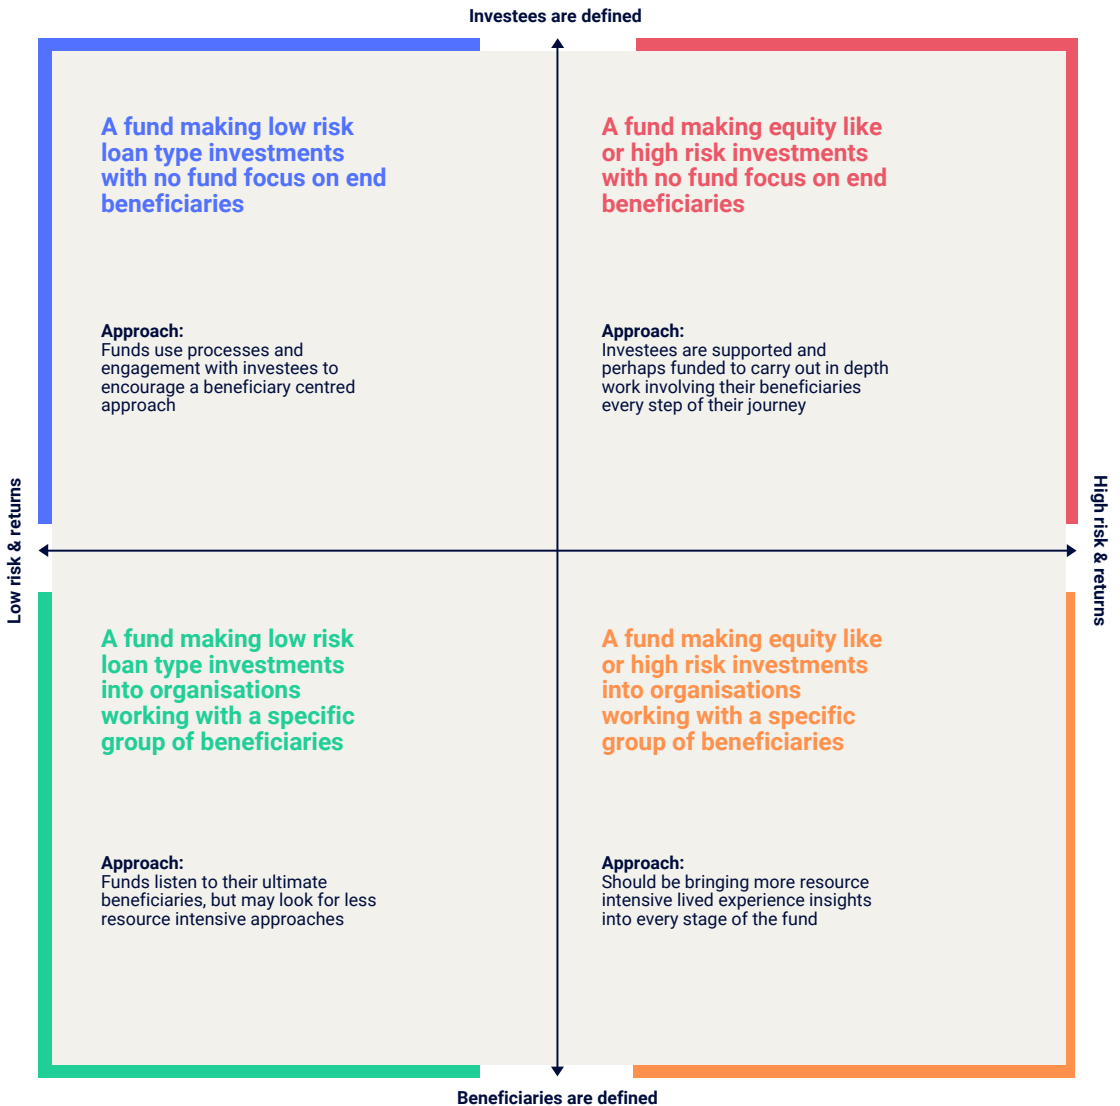 Investees are defined
A fund making low risk
loan type investments
with no fund focus on end
beneficiaries
Approach:
Funds use processes and
engagement with investees to
encourage a beneficiary centred
approach
A fund making equity like
or high risk investments
with no fund focus on end
beneficiaries
Approach:
Investees are supported and
perhaps funded to carry out in depth
work involving their beneficiaries
every step of their journey
Low risk & returns
High risk & returns
A fund making low risk
loan type investments
into organisations
working with a specific
group of beneficiaries
Approach:
Funds listen to their ultimate
beneficiaries, but may look for less
resource intensive approaches
A fund making equity like
or high risk investments
into organisations
working with a specific
group of beneficiaries
Approach:
Should be bringing more resource
intensive lived experience insights
into every stage of the fund
Beneficiaries are defined